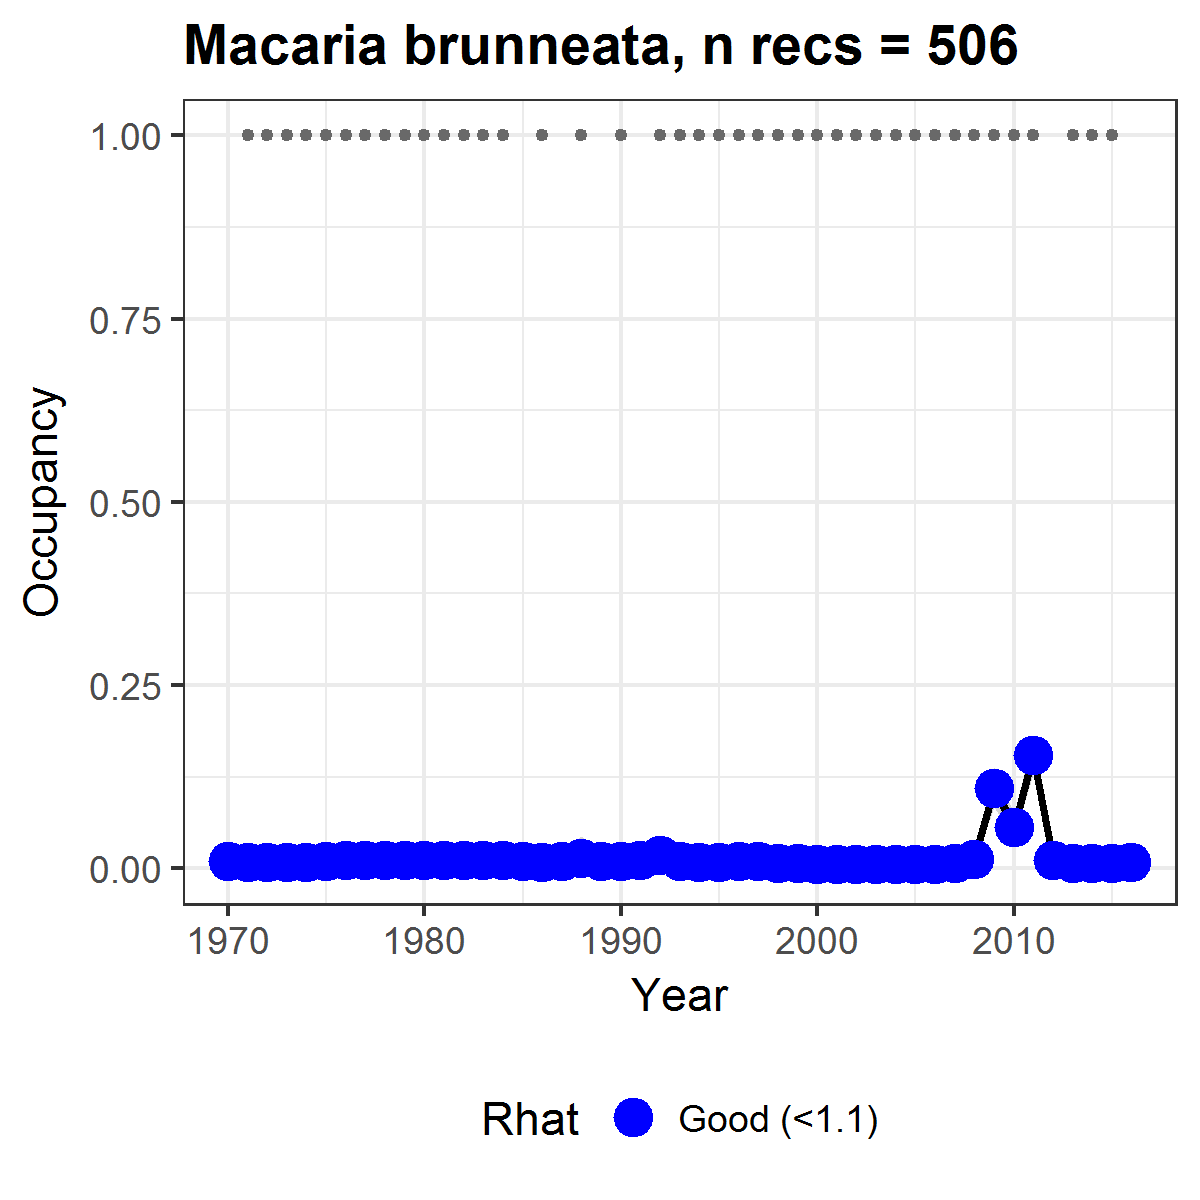 Macaria brunneata, n recs = 506
1.00
0.75
0.50
0.25
0.00
Occupancy
1970 1980 1990 2000 2010
Year
Rhat Good (<1.1)